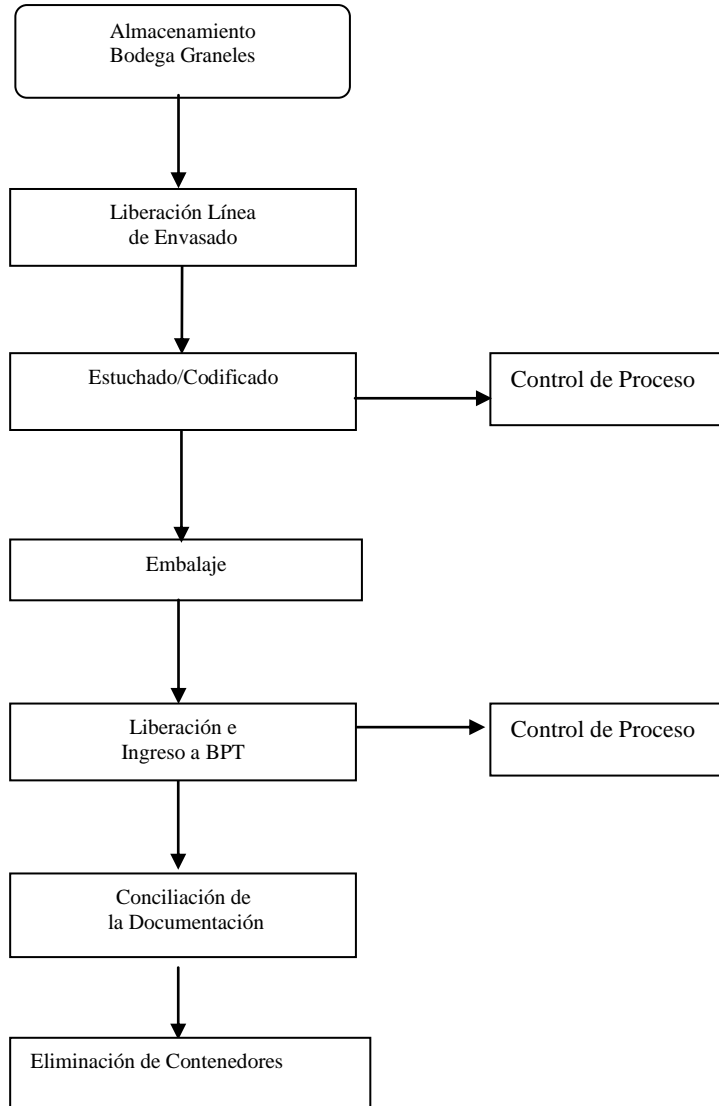 Almacenamiento
Bodega Graneles
Liberación Línea
de Envasado
Estuchado/Codificado
Control de Proceso
Embalaje
Liberación e
Ingreso a BPT
Control de Proceso
Conciliación de
la Documentación
Eliminación de Contenedores